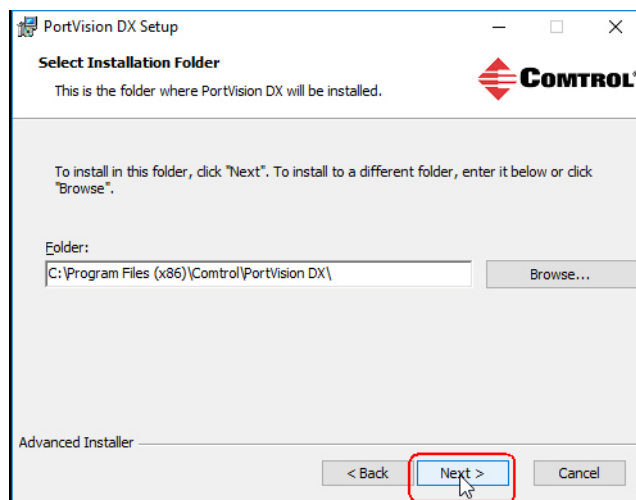 PortVision DX Setup
Select Installation Folder
This is the folder where PortVision DX will be installed.
COMTROL®
To install in this folder, click "Next". To install to a different folder, enter it below or click
"Browse".
Folder:
C:\Program Files (x86)\Comtrol\PortVision DX\
Browse...
Advanced Installer
< Back
Next >
Cancel